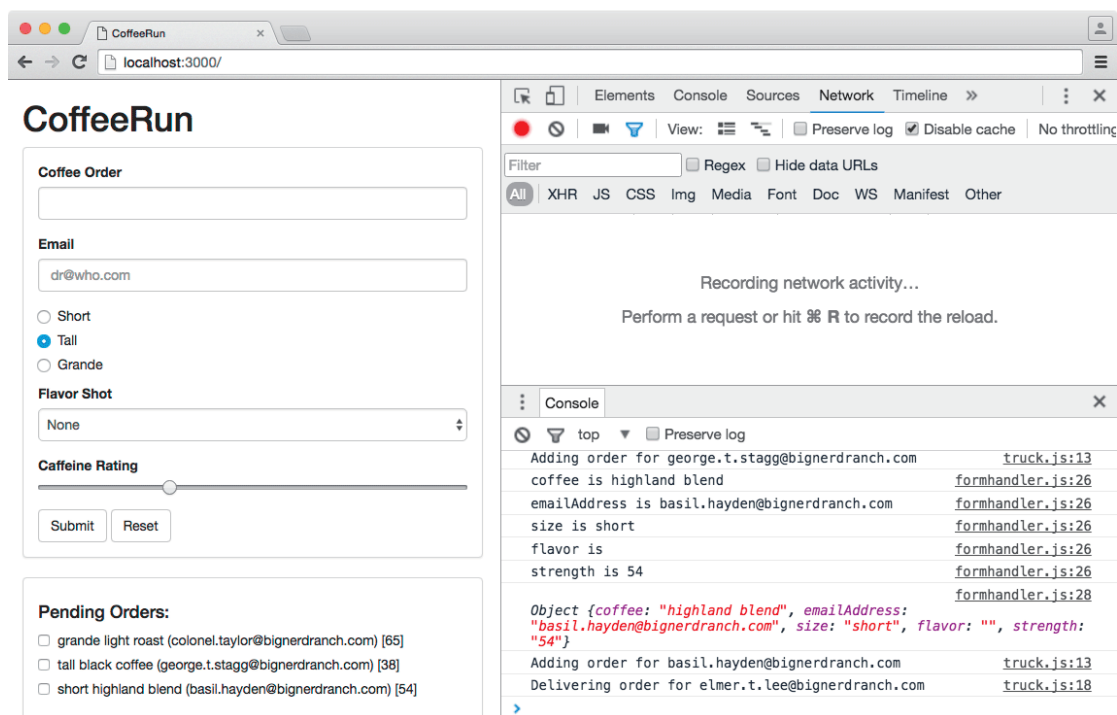 CoffeeRun
localhost:3000/
CoffeeRun
Coffee Order
Email
dr@who.com
Short
Tall
Grande
Flavor Shot
None
Caffeine Rating
Submit Reset
Pending Orders:
grande light roast (colonel.taylor@bignerdranch.com) [65]
tall black coffee (george.t.stagg@bignerdranch.com) [38]
short highland blend (basil.hayden@bignerdranch.com) [54]
Elements Console Sources Network Timeline »
View: Preserve log Disable cache No throttling
Filter Regex Hide data URLs
All XHR JS CSS Img Media Font Doc WS Manifest Other
Recording network activity…
Perform a request or hit ⌘ R to record the reload.
Console
top ▼ Preserve log
Adding order for george.t.stagg@bignerdranch.com truck.js:13
coffee is highland blend formhandler.js:26
emailAddress is basil.hayden@bignerdranch.com formhandler.js:26
size is short formhandler.js:26
flavor is formhandler.js:26
strength is 54 formhandler.js:26
formhandler.js:28
Object {coffee: "highland blend", emailAddress:
"basil.hayden@bignerdranch.com", size: "short", flavor: "", strength:
"54"}
Adding order for basil.hayden@bignerdranch.com truck.js:13
Delivering order for elmer.t.lee@bignerdranch.com truck.js:18
>